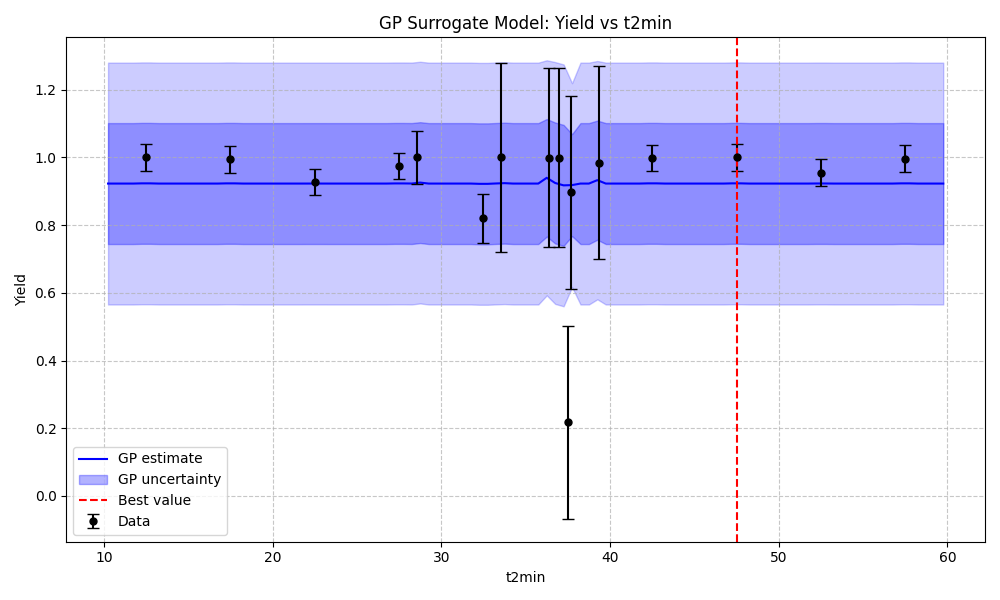 GP Surrogate Model: Yield vs t2min
Yield
1.2
1.0
0.8
0.6
0.4
0.2
0.0
GP estimate
GP uncertainty
Best value
Data
10
20
30
40
50
60
t2min